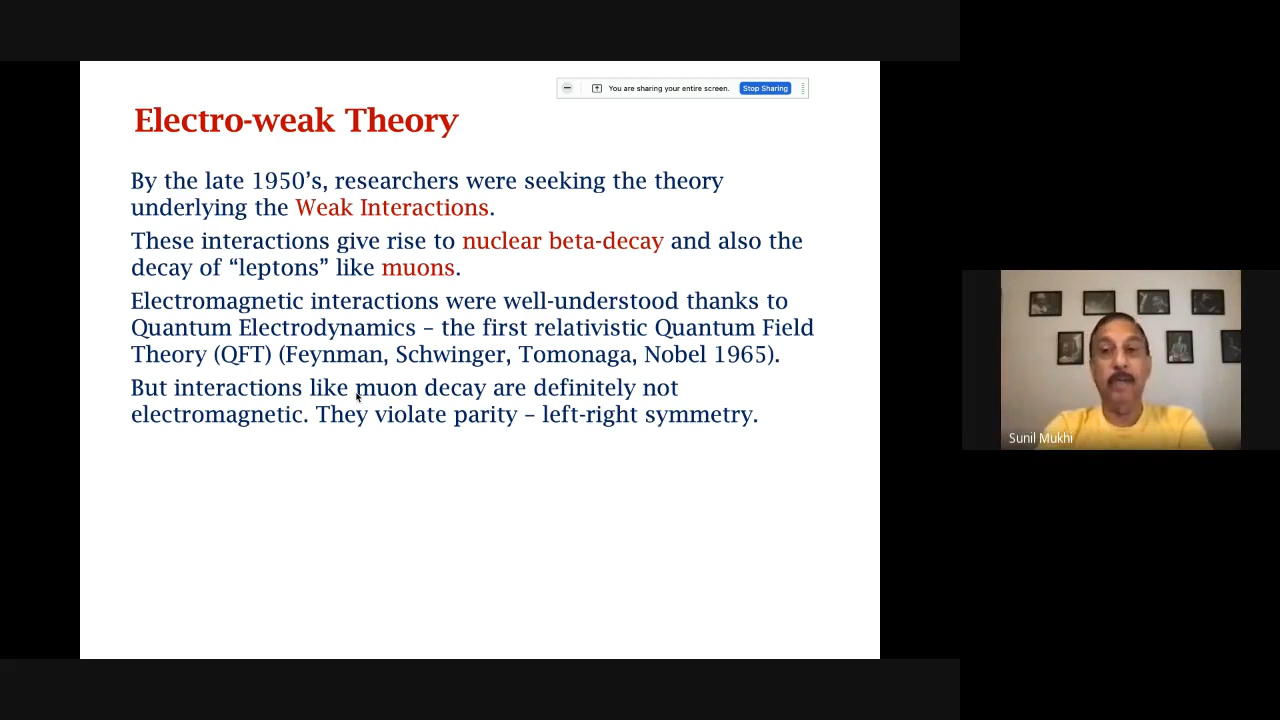 You are sharing your entire screen. Stop Sharing
Electro-weak Theory
By the late 1950’s, researchers were seeking the theory
underlying the Weak Interactions.
These interactions give rise to nuclear beta-decay and also the
decay of “leptons” like muons.
Electromagnetic interactions were well-understood thanks to
Quantum Electrodynamics – the first relativistic Quantum Field
Theory (QFT) (Feynman, Schwinger, Tomonaga, Nobel 1965).
But interactions like muon decay are definitely not
electromagnetic. They violate parity – left-right symmetry.
Sunil Mukhi